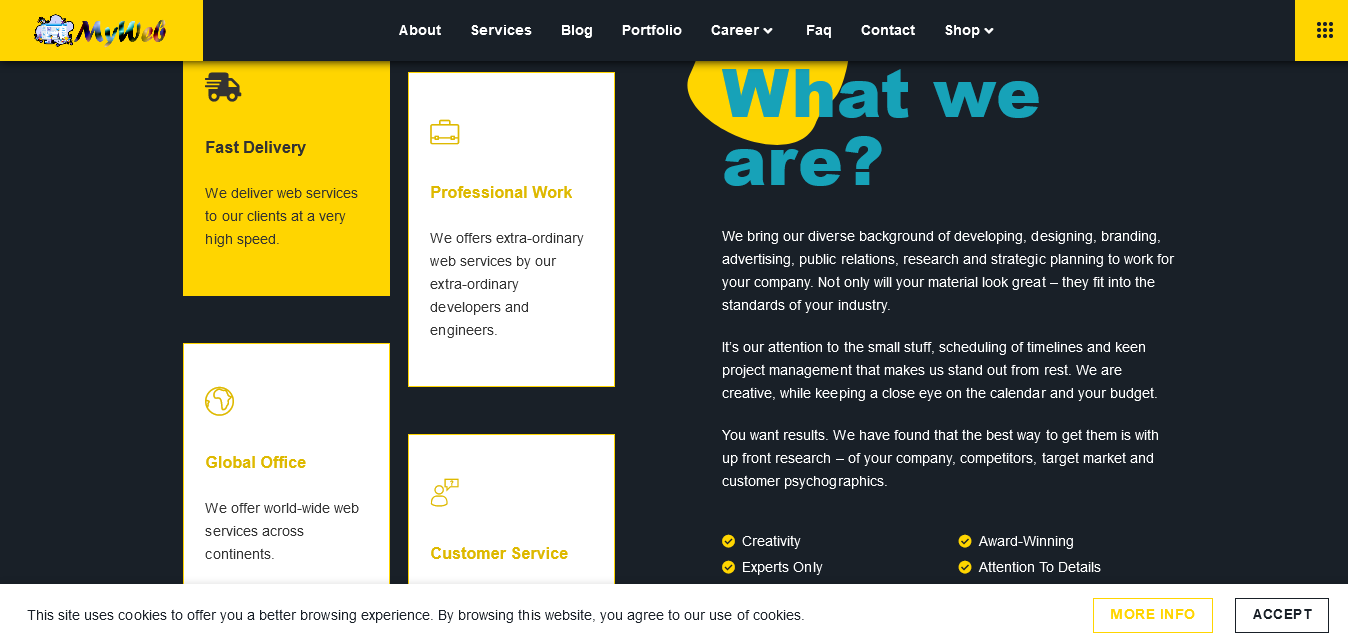 MyWeb
About Services Blog Portfolio Career Faq Contact Shop
Fast Delivery
We deliver web services
to our clients at a very
high speed.
Professional Work
We offers extra-ordinary
web services by our
extra-ordinary
developers and
engineers.
Global Office
We offer world-wide web
services across
continents.
Customer Service
What we
are?
We bring our diverse background of developing, designing, branding,
advertising, public relations, research and strategic planning to work for
your company. Not only will your material look great – they fit into the
standards of your industry.
It’s our attention to the small stuff, scheduling of timelines and keen
project management that makes us stand out from rest. We are
creative, while keeping a close eye on the calendar and your budget.
You want results. We have found that the best way to get them is with
up front research – of your company, competitors, target market and
customer psychographics.
Creativity
Award-Winning
Experts Only
Attention To Details
This site uses cookies to offer you a better browsing experience. By browsing this website, you agree to our use of cookies.
MORE INFO
ACCEPT